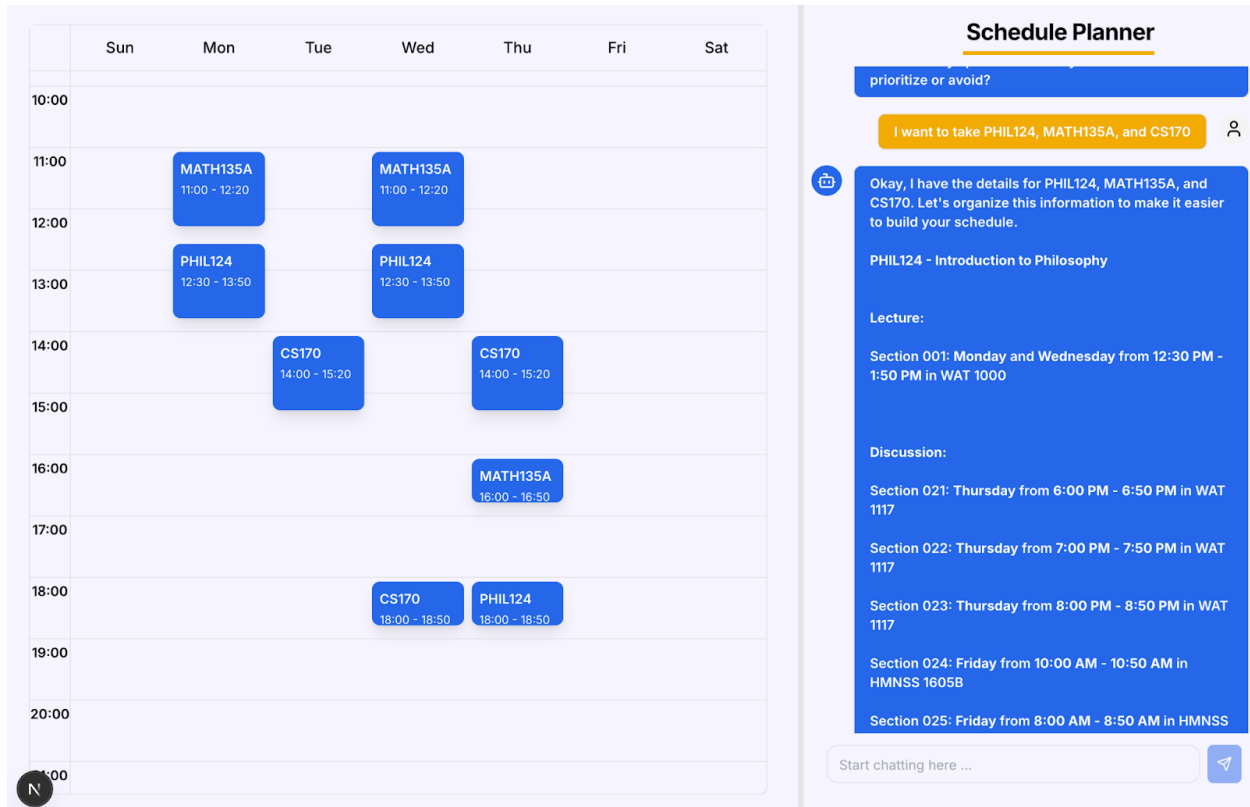 Sun Mon Tue Wed Thu Fri Sat
10:00
11:00
12:00
13:00
14:00
15:00
16:00
17:00
18:00
19:00
20:00
:00
MATH135A
11:00 - 12:20
MATH135A
11:00 - 12:20
PHIL124
12:30 - 13:50
PHIL124
12:30 - 13:50
CS170
14:00 - 15:20
CS170
14:00 - 15:20
MATH135A
16:00 - 16:50
CS170
18:00 - 18:50
PHIL124
18:00 - 18:50
N
Schedule Planner
prioritize or avoid?
I want to take PHIL124, MATH135A, and CS170
Okay, I have the details for PHIL124, MATH135A, and
CS170. Let's organize this information to make it easier
to build your schedule.
PHIL124 - Introduction to Philosophy
Lecture:
Section 001: Monday and Wednesday from 12:30 PM -
1:50 PM in WAT 1000
Discussion:
Section 021: Thursday from 6:00 PM - 6:50 PM in WAT
1117
Section 022: Thursday from 7:00 PM - 7:50 PM in WAT
1117
Section 023: Thursday from 8:00 PM - 8:50 PM in WAT
1117
Section 024: Friday from 10:00 AM - 10:50 AM in
HMNSS 1605B
Section 025: Friday from 8:00 AM - 8:50 AM in HMNSS
Start chatting here ...